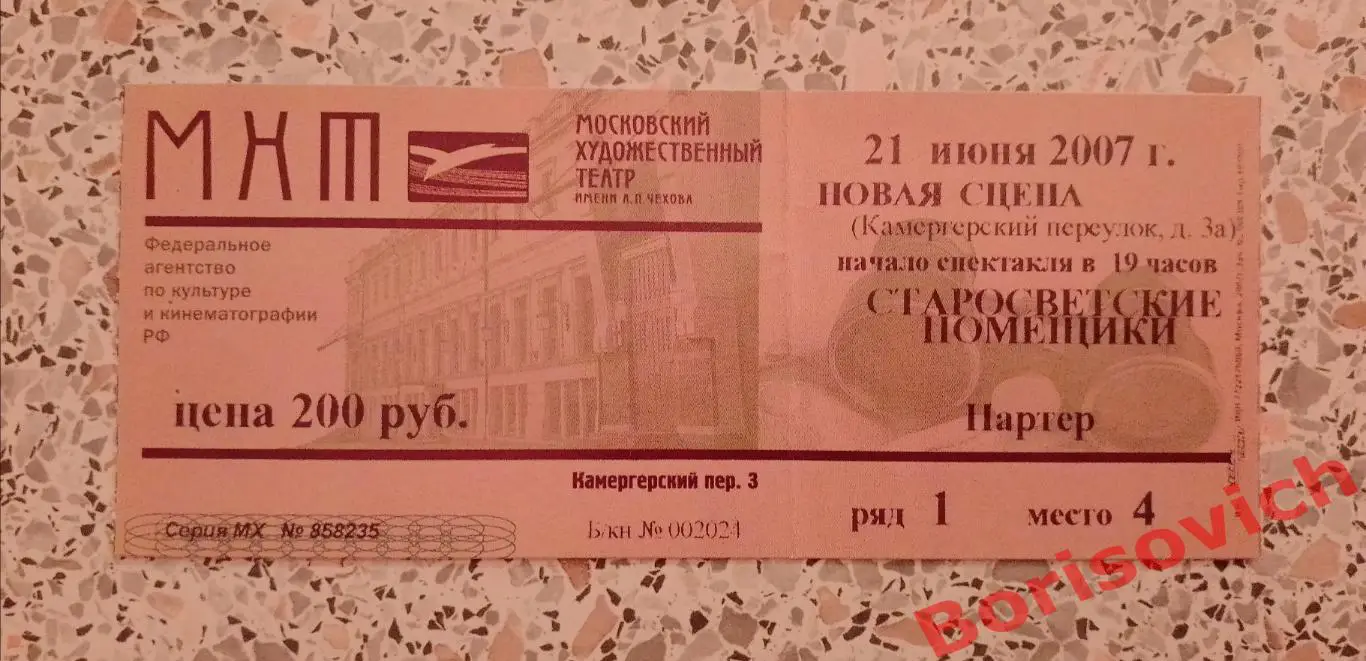 МХТ
МОСКОВСКИЙ
ХУДОЖЕСТВЕННЫЙ
ТЕАТР
ИМЕНИ А.П.ЧЕХОВА
Федеральное
агентство
по культуре
и кинематографии
РФ
цена 200 руб.
Камергерский пер. 3
Серия МХ № 858235
Б/кн № 002024
21 июня 2007 г.
НОВАЯ СЦЕНА
(Камергерский переулок, д. 3а)
начало спектакля в 19 часов
СТАРОСВЕТСКИЕ
ПОМЕЩИКИ
Партер
ряд 1 место 4
Borisovich